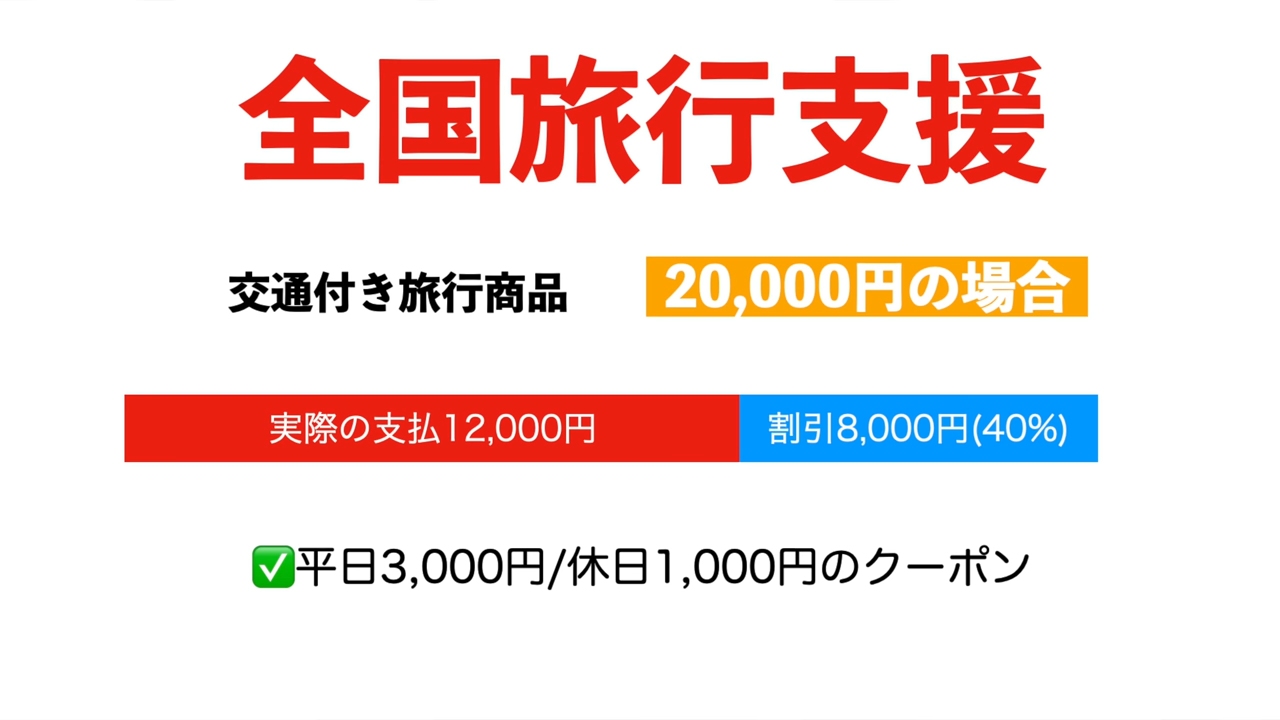 全国旅行支援
交通付き旅行商品 20,000円の場合
実際の支払12,000円 割引8,000円(40%)
✅平日3,000円/休日1,000円のクーポン